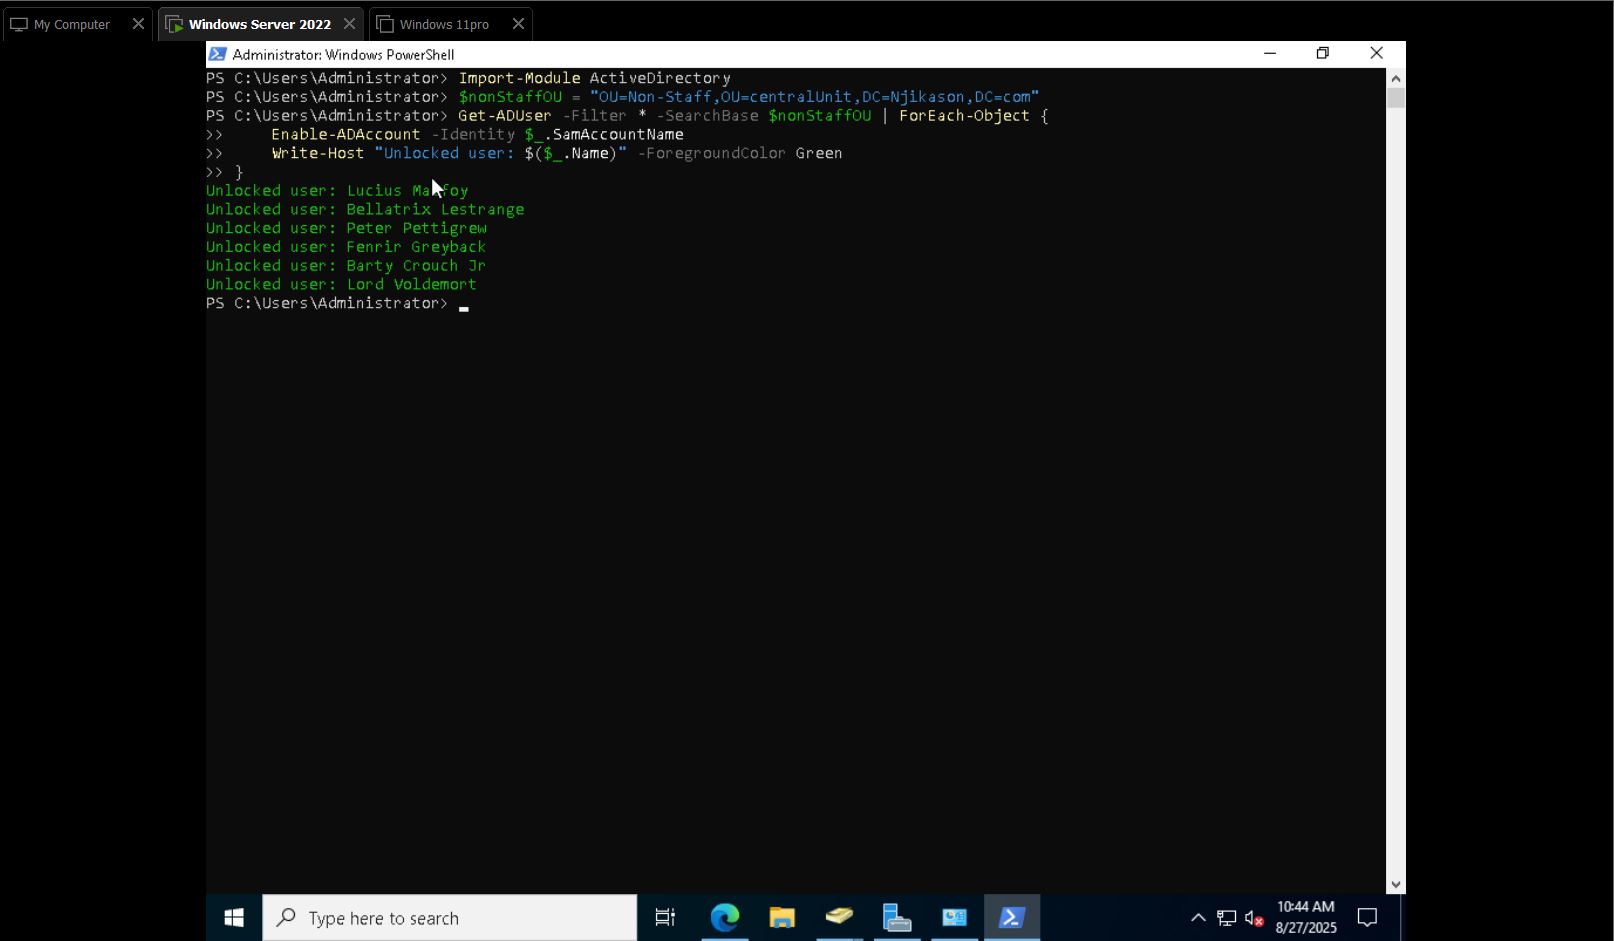 My Computer
Windows Server 2022
Windows 11pro
Administrator: Windows PowerShell
PS C:\Users\Administrator> Import-Module ActiveDirectory
PS C:\Users\Administrator> $nonStaffOU = "OU=Non-Staff,OU=centralUnit,DC=Njikason,DC=com"
PS C:\Users\Administrator> Get-ADUser -Filter * -SearchBase $nonStaffOU | ForEach-Object {
>>     Enable-ADAccount -Identity $_.SamAccountName
>>     Write-Host "Unlocked user: $($_.Name)" -ForegroundColor Green
>> }
Unlocked user: Lucius
Unlocked user: Bellatrix Lestrange
Unlocked user: Peter Pettigrew
Unlocked user: Fenrir Greyback
Unlocked user: Barty Crouch Jr
Unlocked user: Lord Voldemort
PS C:\Users\Administrator>
Type here to search
10:44 AM
8/27/2025